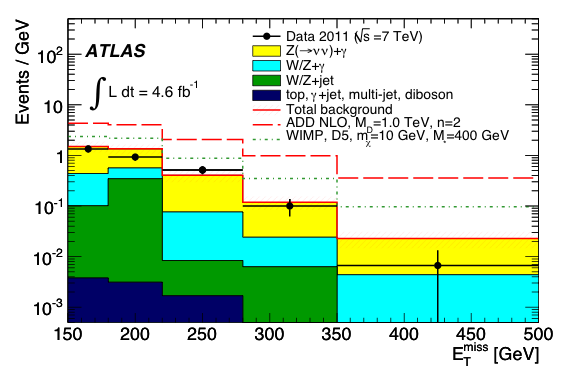 Events / GeV
ATLAS
∫ L dt = 4.6 fb⁻¹
Data 2011 (√s = 7 TeV)
Z(→νν)+γ
W/Z+γ
W/Z+jet
top, γ+jet, multi-jet, diboson
Total background
ADD NLO, M_D=1.0 TeV, n=2
WIMP, D5, m_χ=10 GeV, M_*=400 GeV
10²
10
1
10⁻¹
10⁻²
10⁻³
150 200 250 300 350 400 450 500
E_T^miss [GeV]